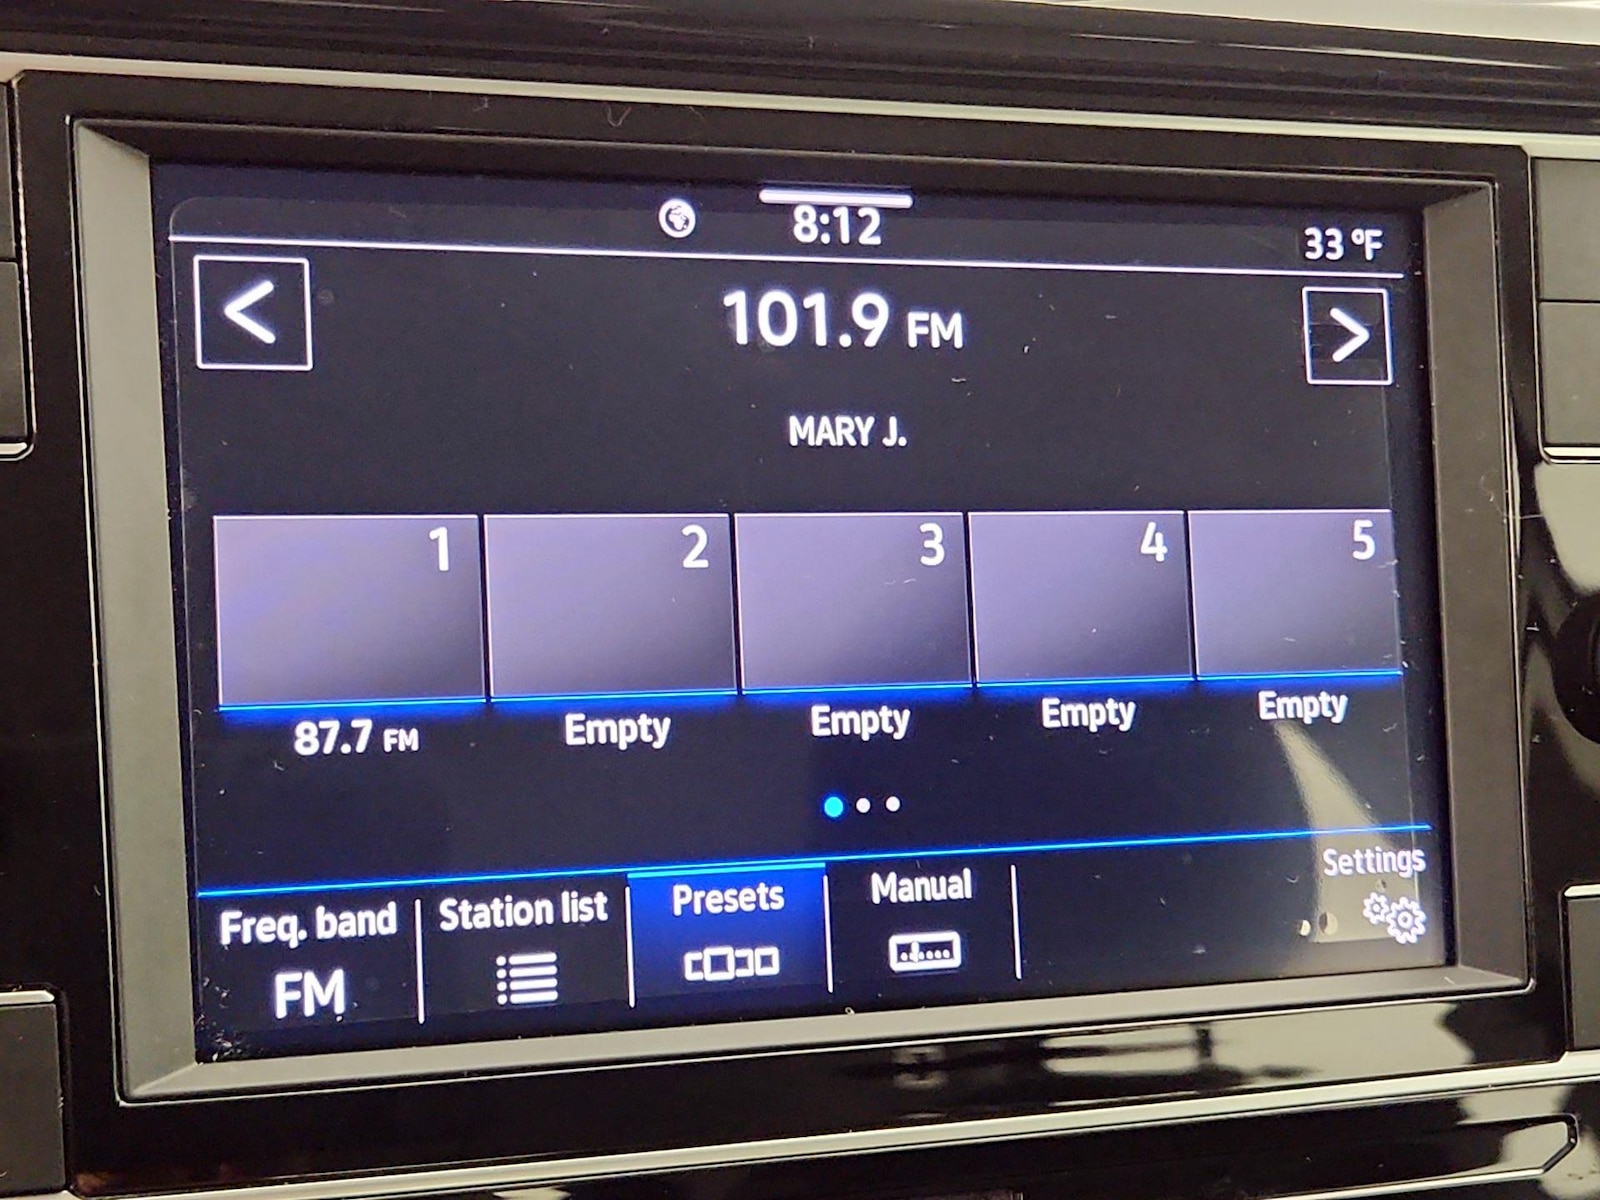 8:12
33 °F
<
101.9 FM
>
MARY J.
1
2
3
4
5
87.7 FM
Empty
Empty
Empty
Empty
Freq. band
FM
Station list
Presets
Manual
Settings